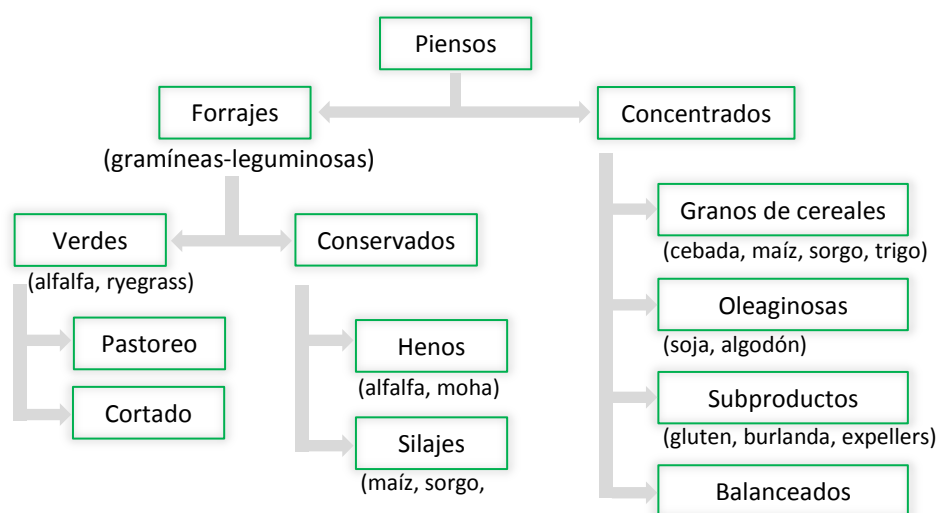 Piensos
Forrajes
(gramíneas-leguminosas)
Concentrados
Verdes
(alfalfa, ryegrass)
Pastoreo
Cortado
Conservados
Henos
(alfalfa, moha)
Silajes
(maíz, sorgo,
Granos de cereales
(cebada, maíz, sorgo, trigo)
Oleaginosas
(soja, algodón)
Subproductos
(gluten, burlanda, expellers)
Balanceados